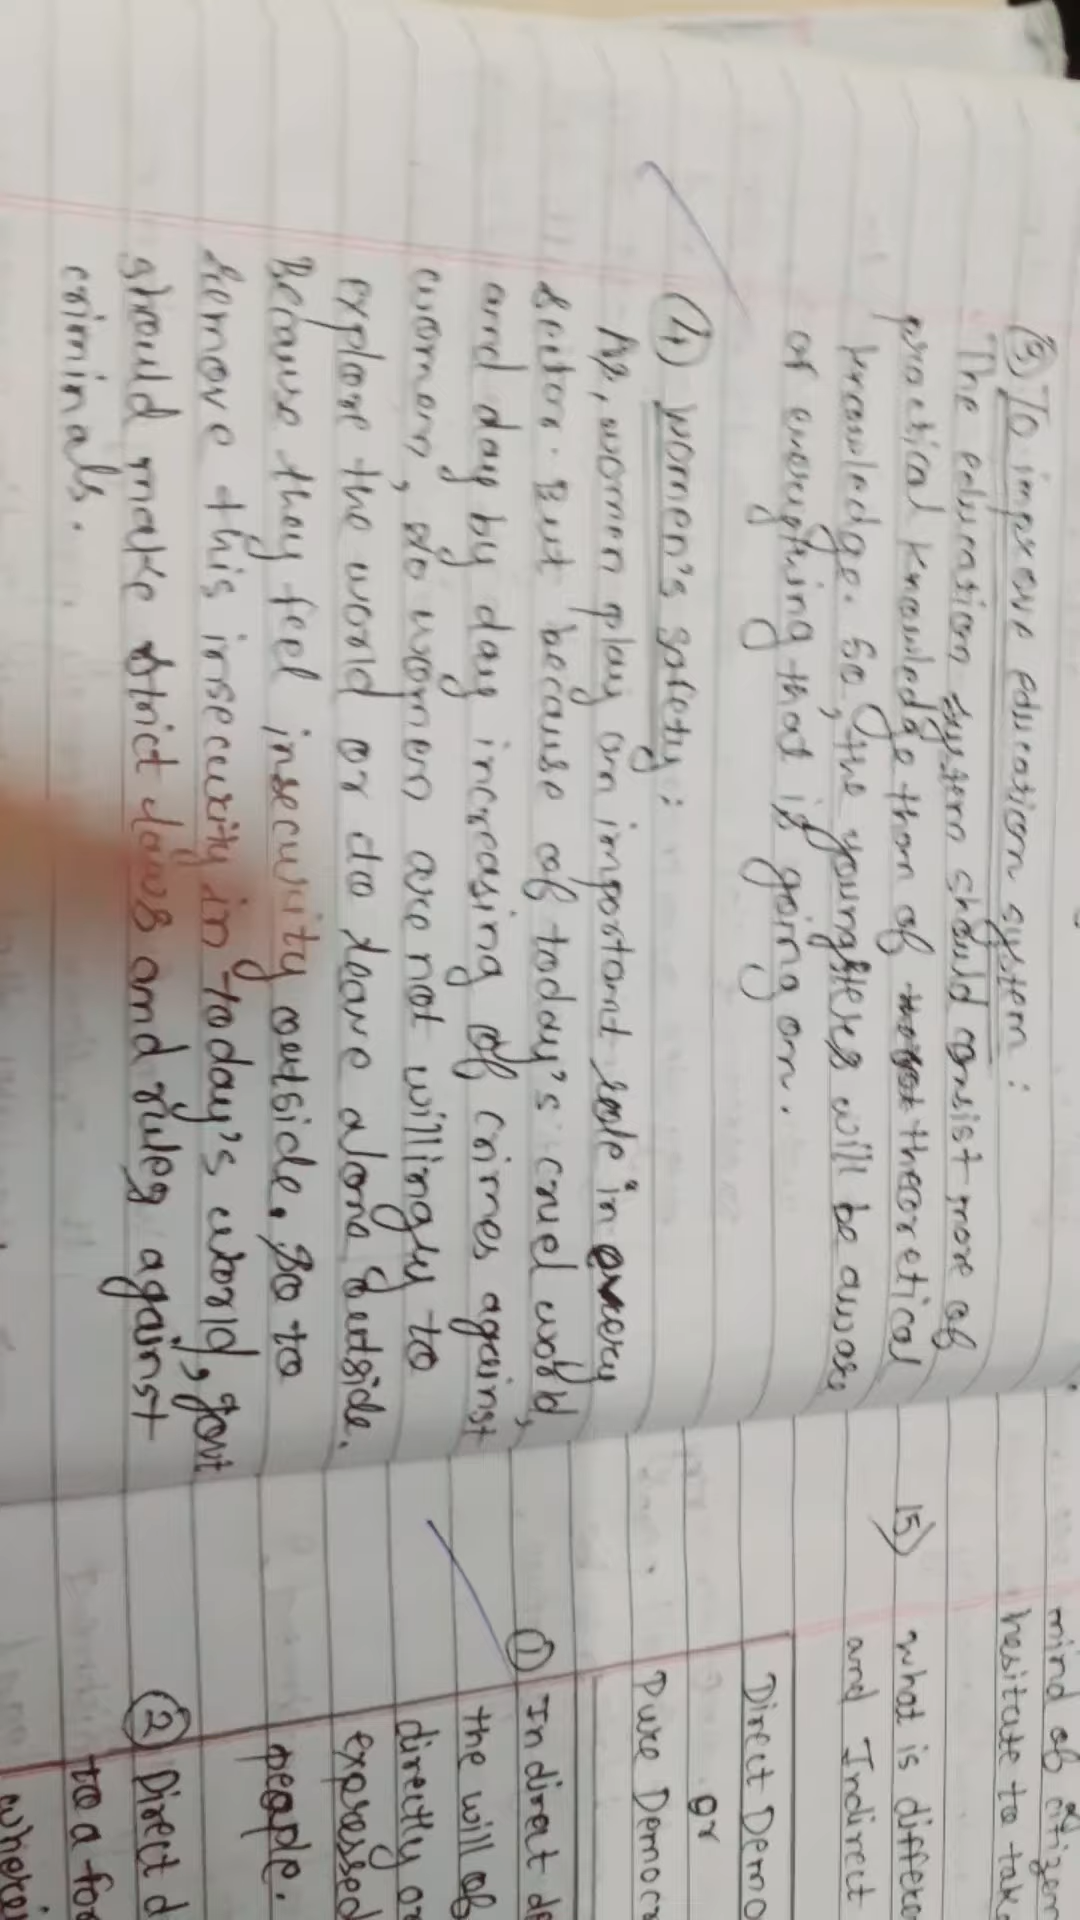 ③ To improve education system :
The education system should consist more of
practical knowledge than of theoretical
knowledge. So, the youngsters will be aware
of everything that is going on.
④ Women's safety :
As, women play an important role in every
sector. But because of today's cruel world,
and day by day increasing of crimes against
women, so women are not willingly to
explore the world or do leave alone outside.
Because they feel insecurity outside. So to
remove this insecurity in today's world, govt
should make strict laws and rules against
criminals.
mind of citizen
hesitate to take
15) what is differe
and Indirect
Direct Demo
or
Pure Democr
① Indirect de
the will of
directly or
expressed
people.
② Direct d
to a for
wherei